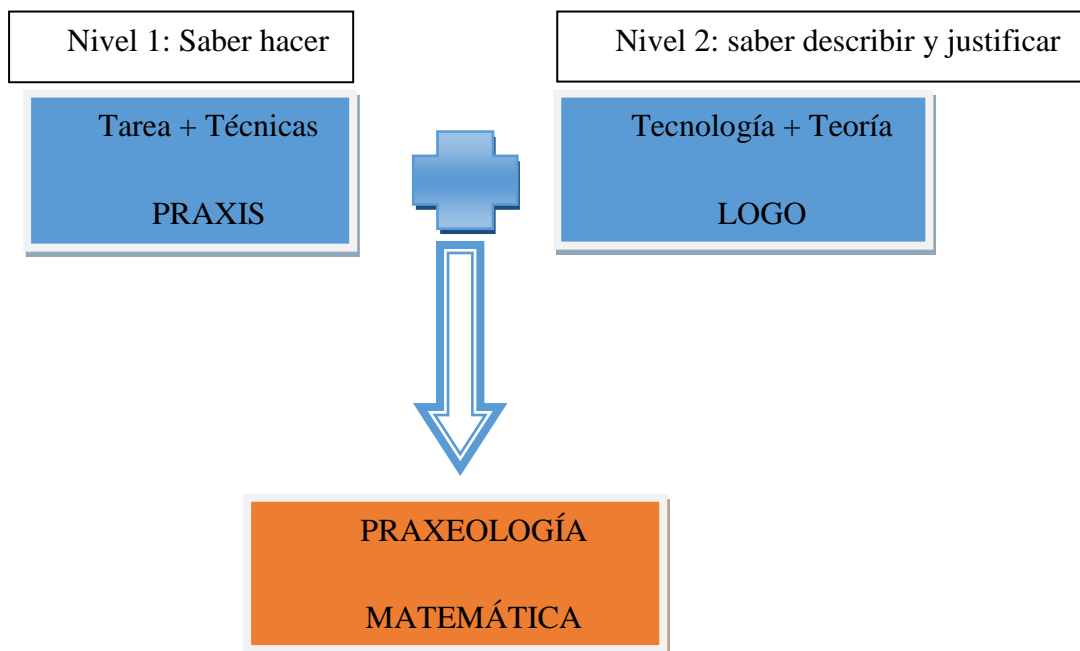 Nivel 1: Saber hacer
Nivel 2: saber describir y justificar
Tarea + Técnicas
PRAXIS
Tecnología + Teoría
LOGO
PRAXEOLOGÍA
MATEMÁTICA